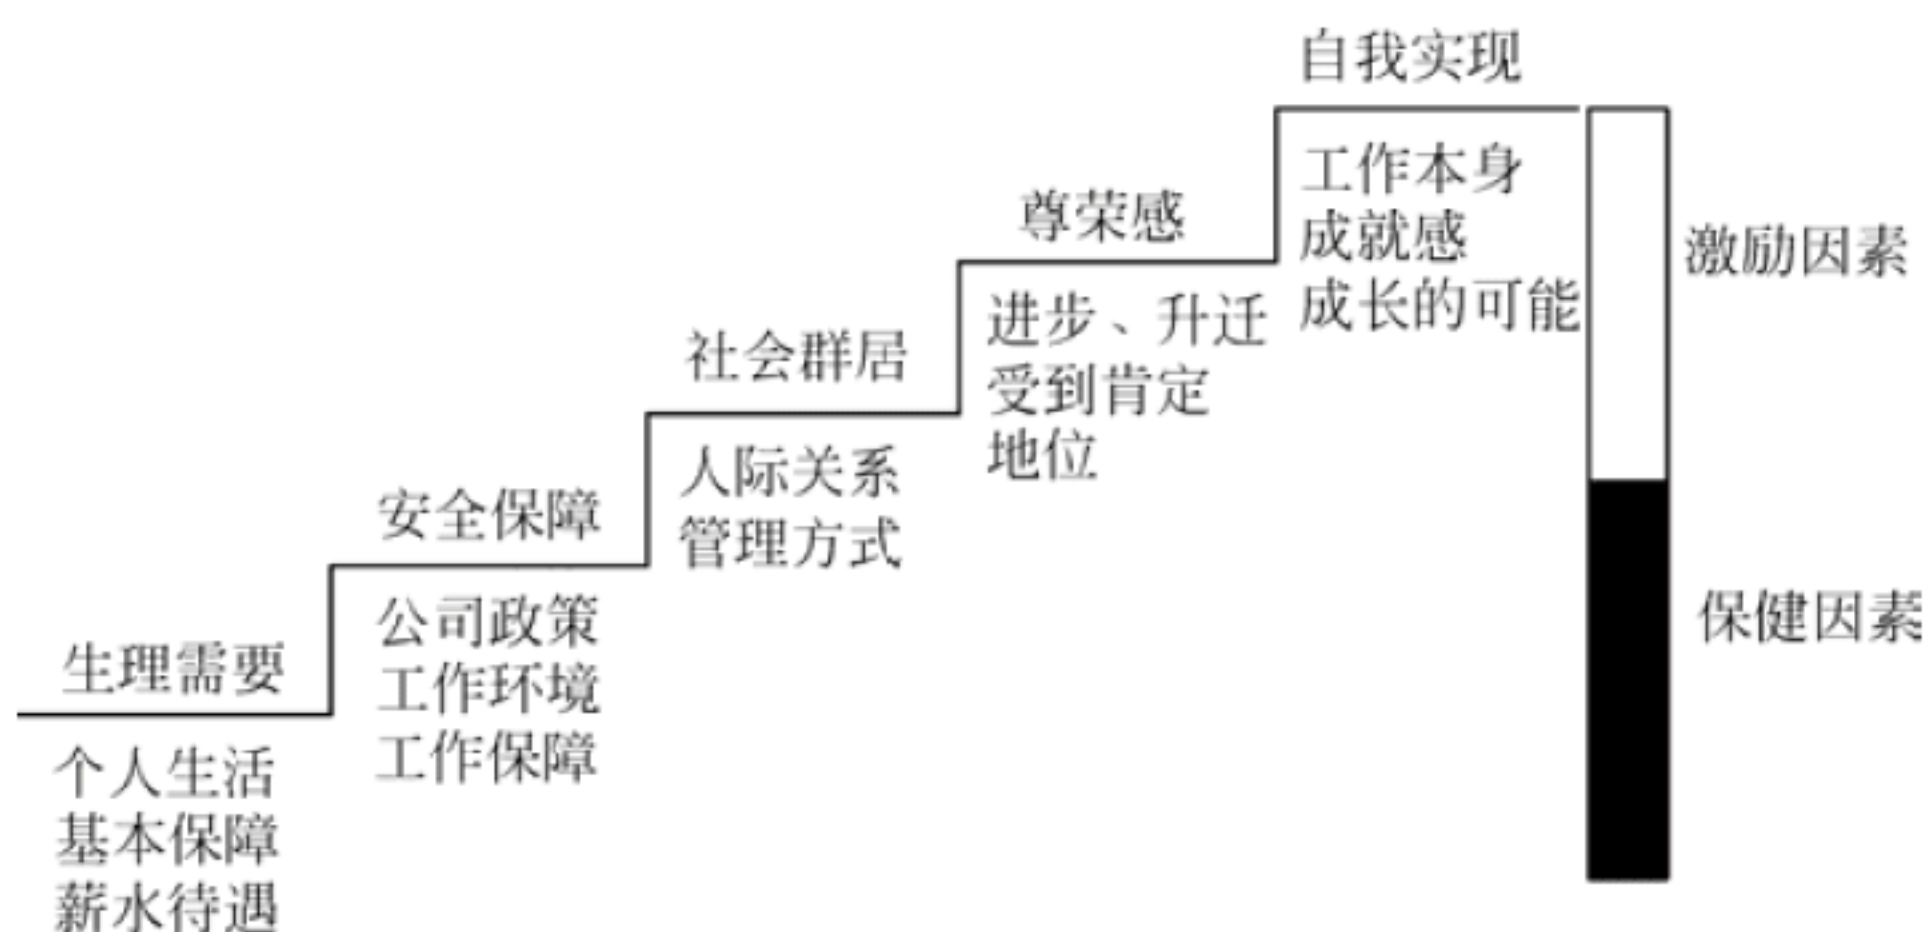 自我实现
工作本身
成就感
成长的可能
激励因素
尊荣感
进步、升迁
受到肯定
地位
社会群居
人际关系
管理方式
安全保障
公司政策
工作环境
工作保障
保健因素
生理需要
个人生活
基本保障
薪水待遇